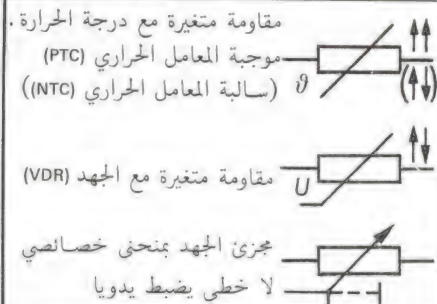 مقاومة متغيرة مع درجة الحرارة .
موجبة المعامل الحراري (PTC)
(سالبة المعامل الحراري (NTC))
ϑ
مقاومة متغيرة مع الجهد (VDR)
U
مجزئ الجهد بمنحنى خصائصي
لا خطى يضبط يدويا